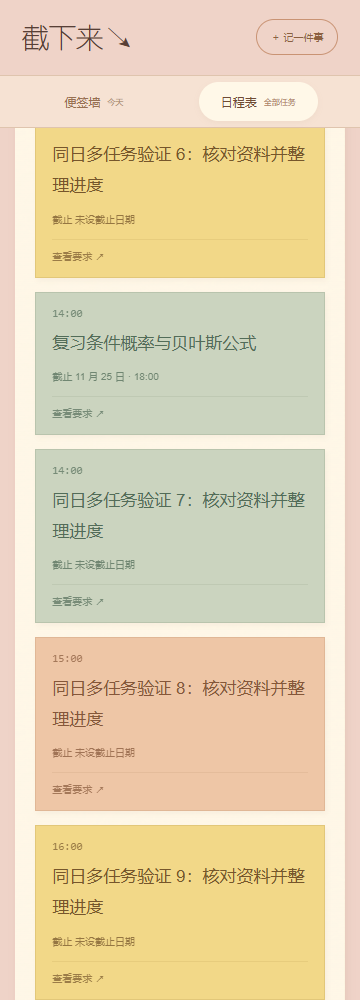 截下来↘
+ 记一件事
便签墙 今天
日程表 全部任务
同日多任务验证 6：核对资料并整
理进度
截止 未设截止日期
查看要求 ↗
14:00
复习条件概率与贝叶斯公式
截止 11 月 25 日 · 18:00
查看要求 ↗
14:00
同日多任务验证 7：核对资料并整
理进度
截止 未设截止日期
查看要求 ↗
15:00
同日多任务验证 8：核对资料并整
理进度
截止 未设截止日期
查看要求 ↗
16:00
同日多任务验证 9：核对资料并整
理进度
截止 未设截止日期
查看要求 ↗